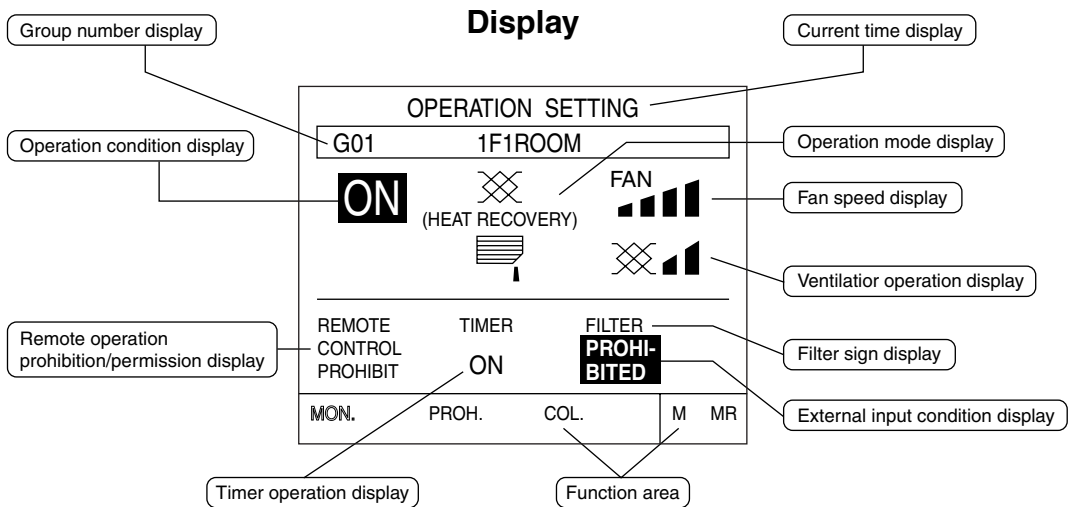 Display
Group number display
Current time display
OPERATION SETTING
G01 1F1ROOM
Operation condition display
Operation mode display
ON
(HEAT RECOVERY)
FAN
Fan speed display
Ventilatior operation display
REMOTE
CONTROL
PROHIBIT
TIMER
ON
FILTER
PROHI-
BITED
Remote operation
prohibition/permission display
Filter sign display
External input condition display
MON. PROH. COL. M MR
Timer operation display
Function area